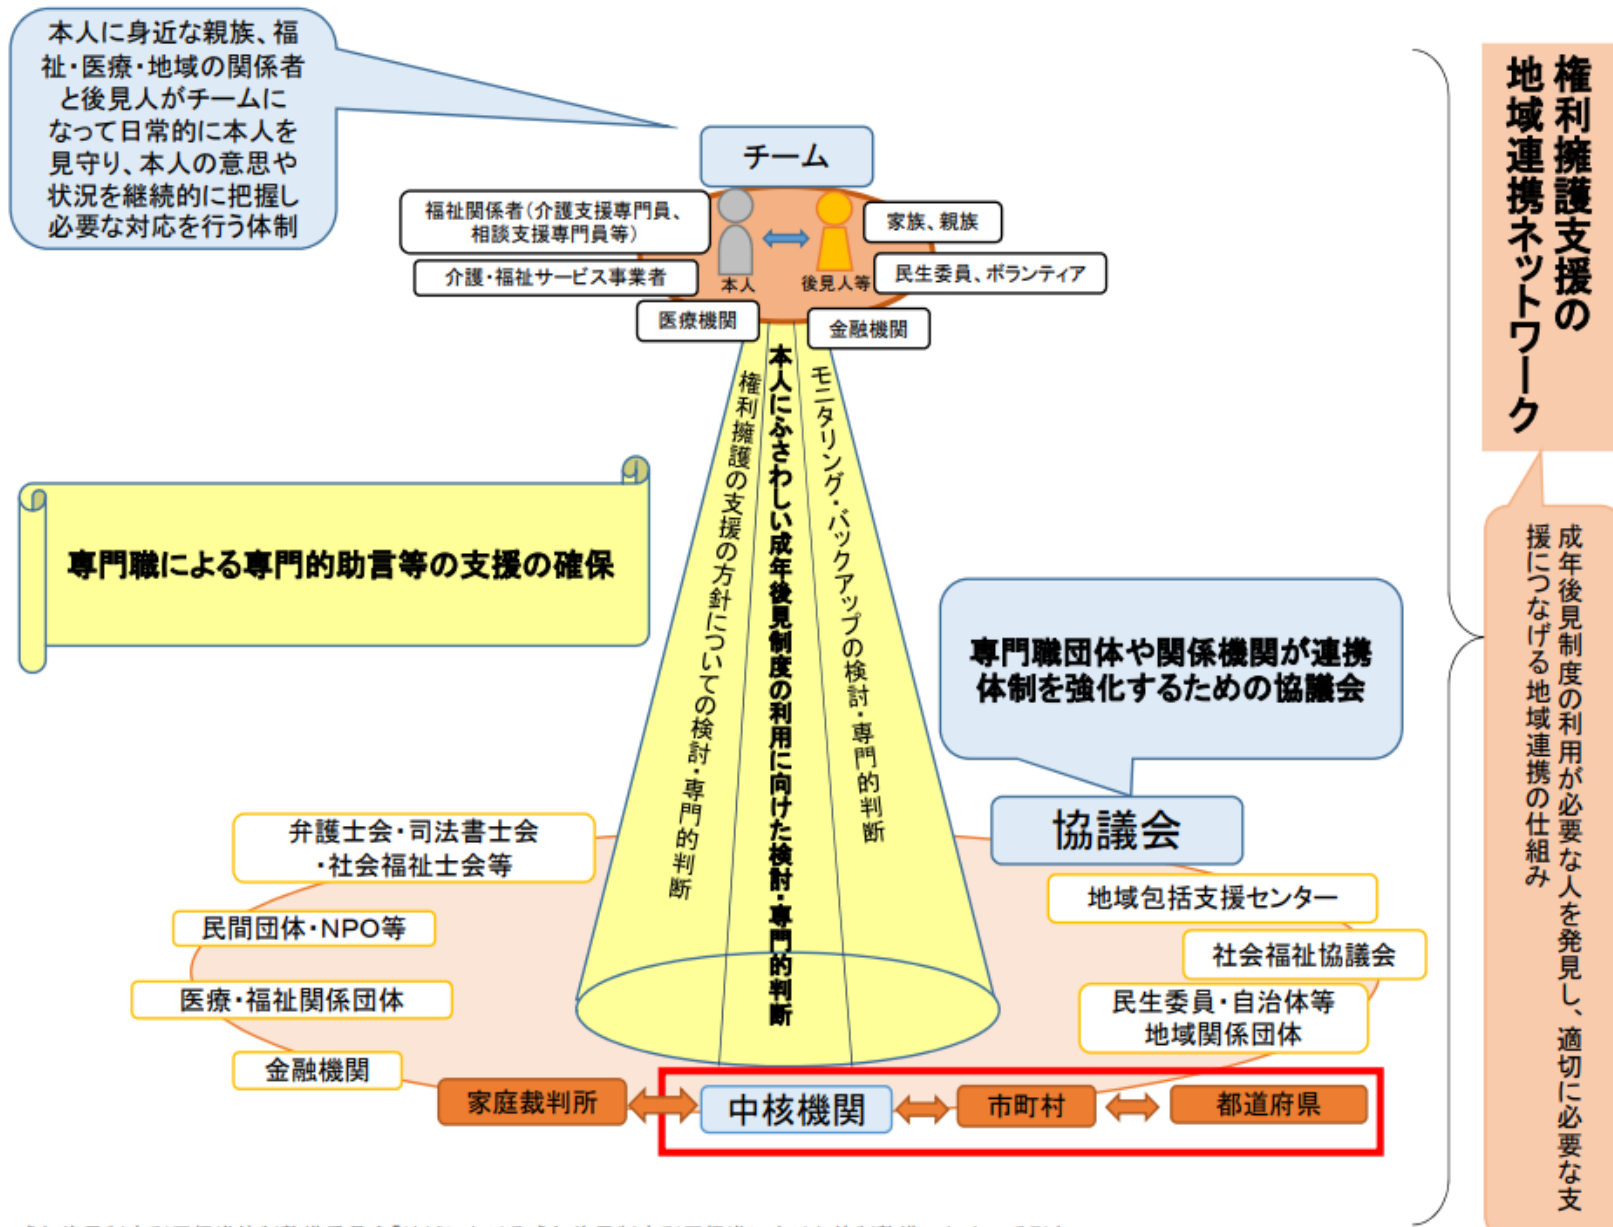 本人に身近な親族、福
祉・医療・地域の関係者
と後見人がチームに
なって日常的に本人を
見守り、本人の意思や
状況を継続的に把握し
必要な対応を行う体制
チーム
福祉関係者(介護支援専門員、
相談支援専門員等)
介護・福祉サービス事業者
医療機関
本人
後見人等
家族、親族
民生委員、ボランティア
金融機関
権利擁護支援の
地域連携ネットワーク
成年後見制度の利用が必要な人を発見し、適切に必要な支
援につなげる地域連携の仕組み
専門職による専門的助言等の支援の確保
権利擁護の支援の方針についての検討・専門的判断
本人にふさわしい成年後見制度の利用に向けた検討・専門的判断
モニタリング・バックアップの検討・専門的判断
専門職団体や関係機関が連携
体制を強化するための協議会
協議会
弁護士会・司法書士会
・社会福祉士会等
民間団体・NPO等
医療・福祉関係団体
金融機関
地域包括支援センター
社会福祉協議会
民生委員・自治体等
地域関係団体
家庭裁判所
中核機関
市町村
都道府県